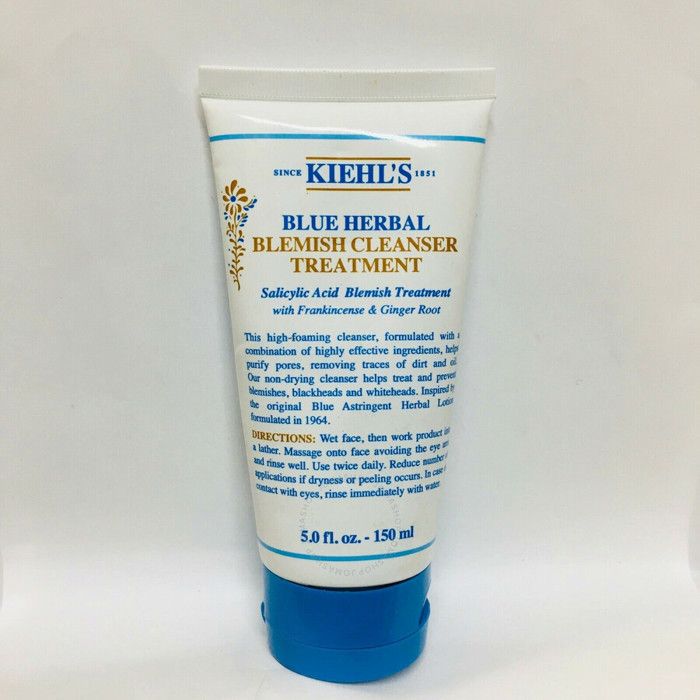 SINCE KIEHL'S 1851
BLUE HERBAL
BLEMISH CLEANSER
TREATMENT
Salicylic Acid Blemish Treatment
with Frankincense & Ginger Root
This high-foaming cleanser, formulated with a
combination of highly effective ingredients, helps
purify pores, removing traces of dirt and oil.
Our non-drying cleanser helps treat and prevent
blemishes, blackheads and whiteheads. Inspired by
the original Blue Astringent Herbal Lotion
formulated in 1964.
DIRECTIONS: Wet face, then work product into
a lather. Massage onto face avoiding the eye area
and rinse well. Use twice daily. Reduce number of
applications if dryness or peeling occurs. In case of
contact with eyes, rinse immediately with water.
5.0 fl. oz. - 150 ml